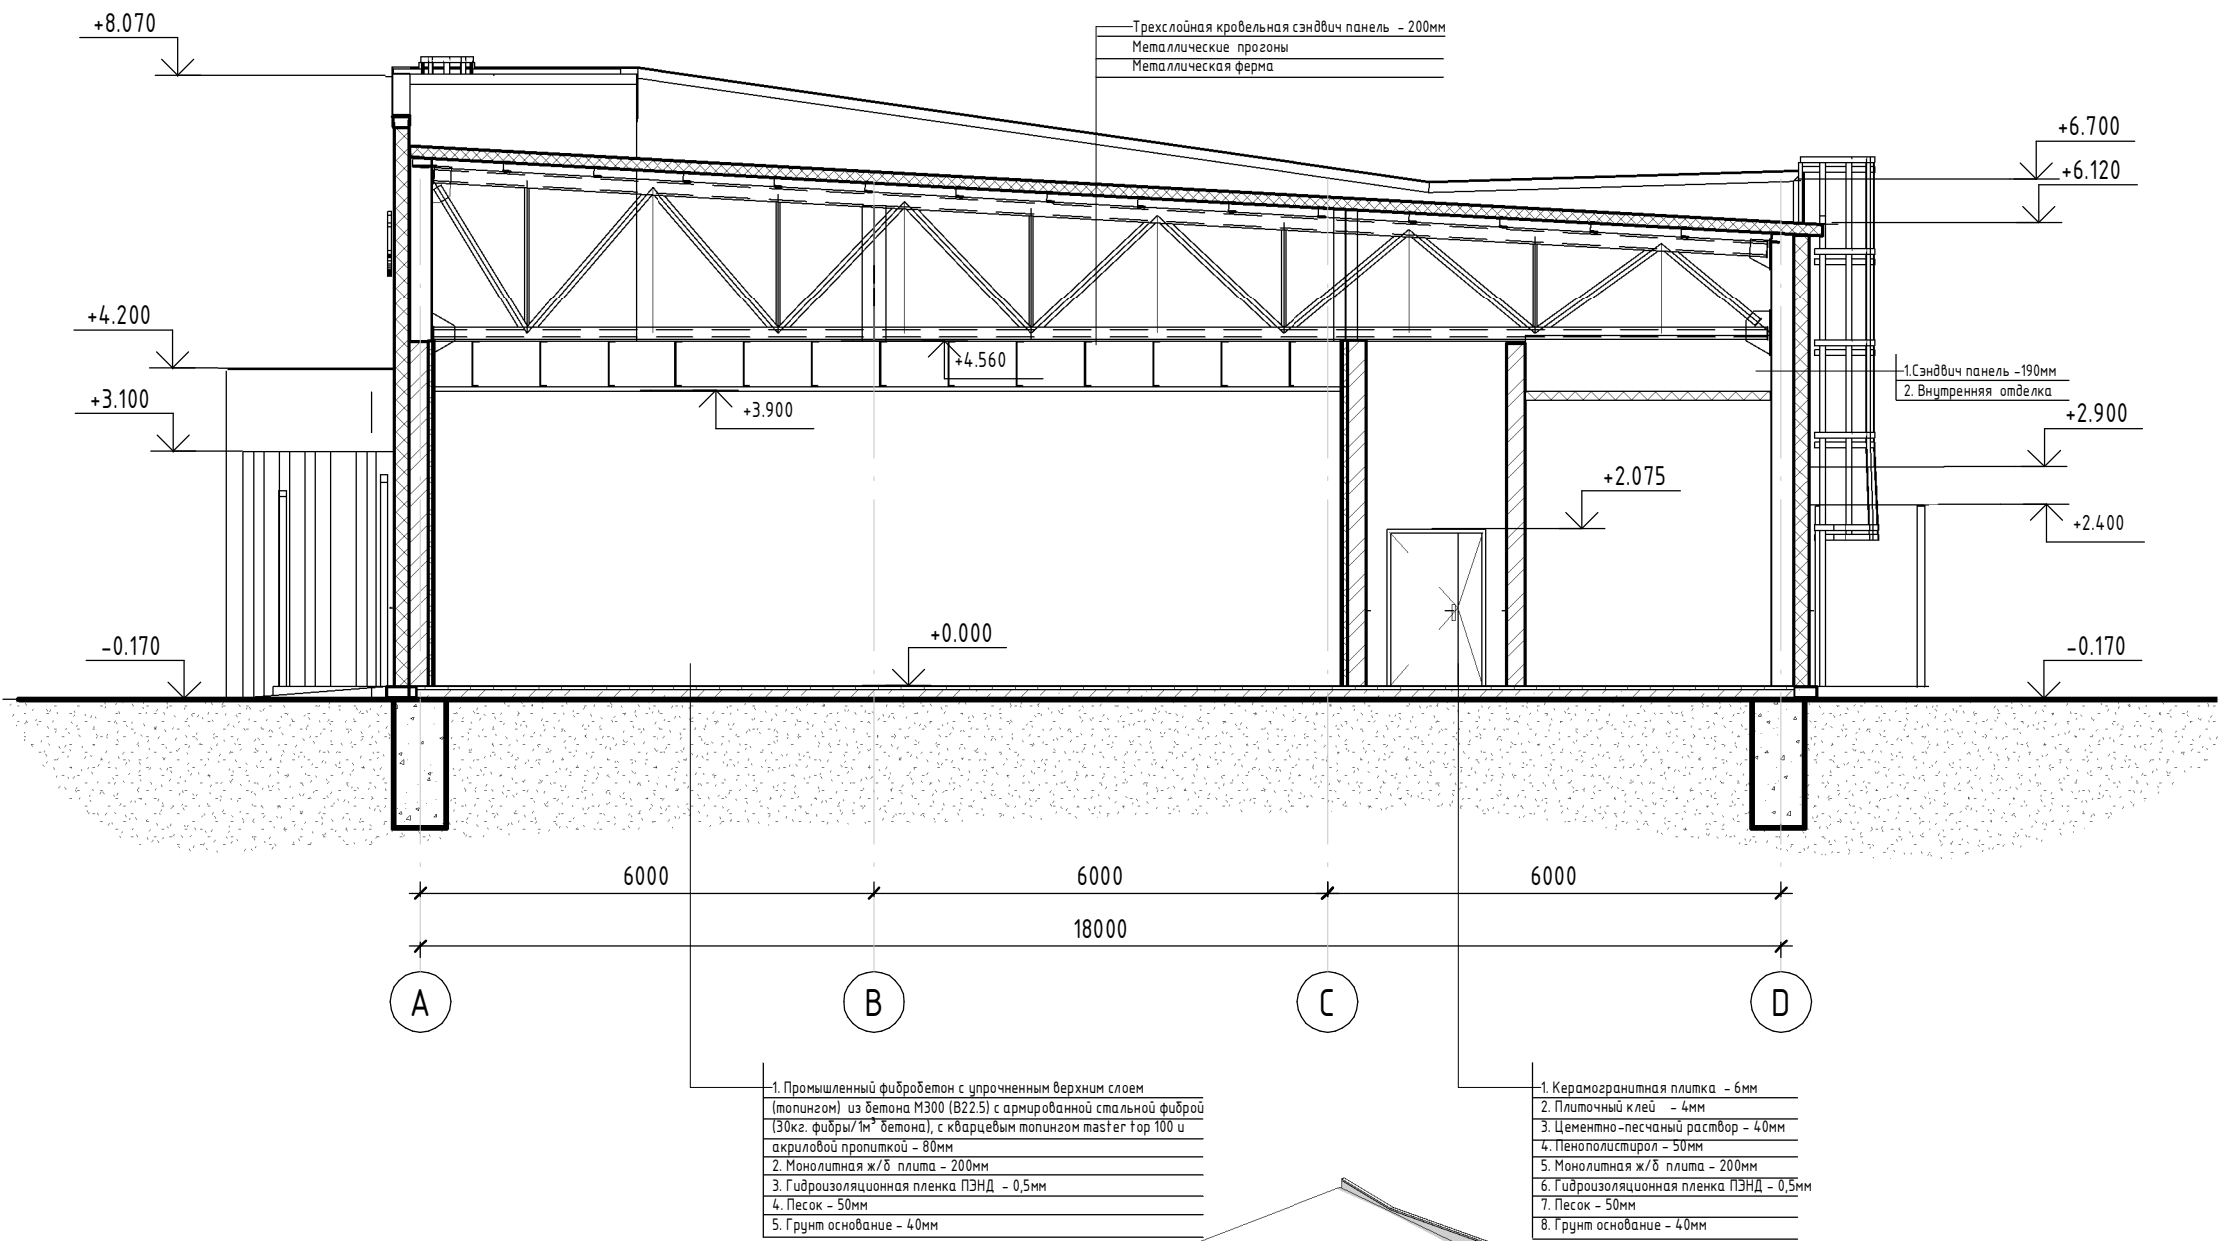 +8.070
Трехслойная кровельная сэндвич панель - 200мм
Металлические прогоны
Металлическая ферма
+6.700
+6.120
+4.200
+4.560
1.Сэндвич панель -190мм
2. Внутренняя отделка
+3.100
+3.900
+2.900
+2.075
+2.400
-0.170
+0.000
-0.170
6000
6000
6000
18000
A
B
C
D
1. Промышленный фибробетон с упрочненным верхним слоем
(топингом) из бетона М300 (В22.5) с армированной стальной фиброй
(30кг. фибры/1м³ бетона), с кварцевым топингом master top 100 и
акриловой пропиткой - 80мм
2. Монолитная ж/б плита - 200мм
3. Гидроизоляционная пленка ПЭНД - 0,5мм
4. Песок - 50мм
5. Грунт основание - 40мм
1. Керамогранитная плитка - 6мм
2. Плиточный клей - 4мм
3. Цементно-песчаный раствор - 40мм
4. Пенополистирол - 50мм
5. Монолитная ж/б плита - 200мм
6. Гидроизоляционная пленка ПЭНД - 0,5мм
7. Песок - 50мм
8. Грунт основание - 40мм